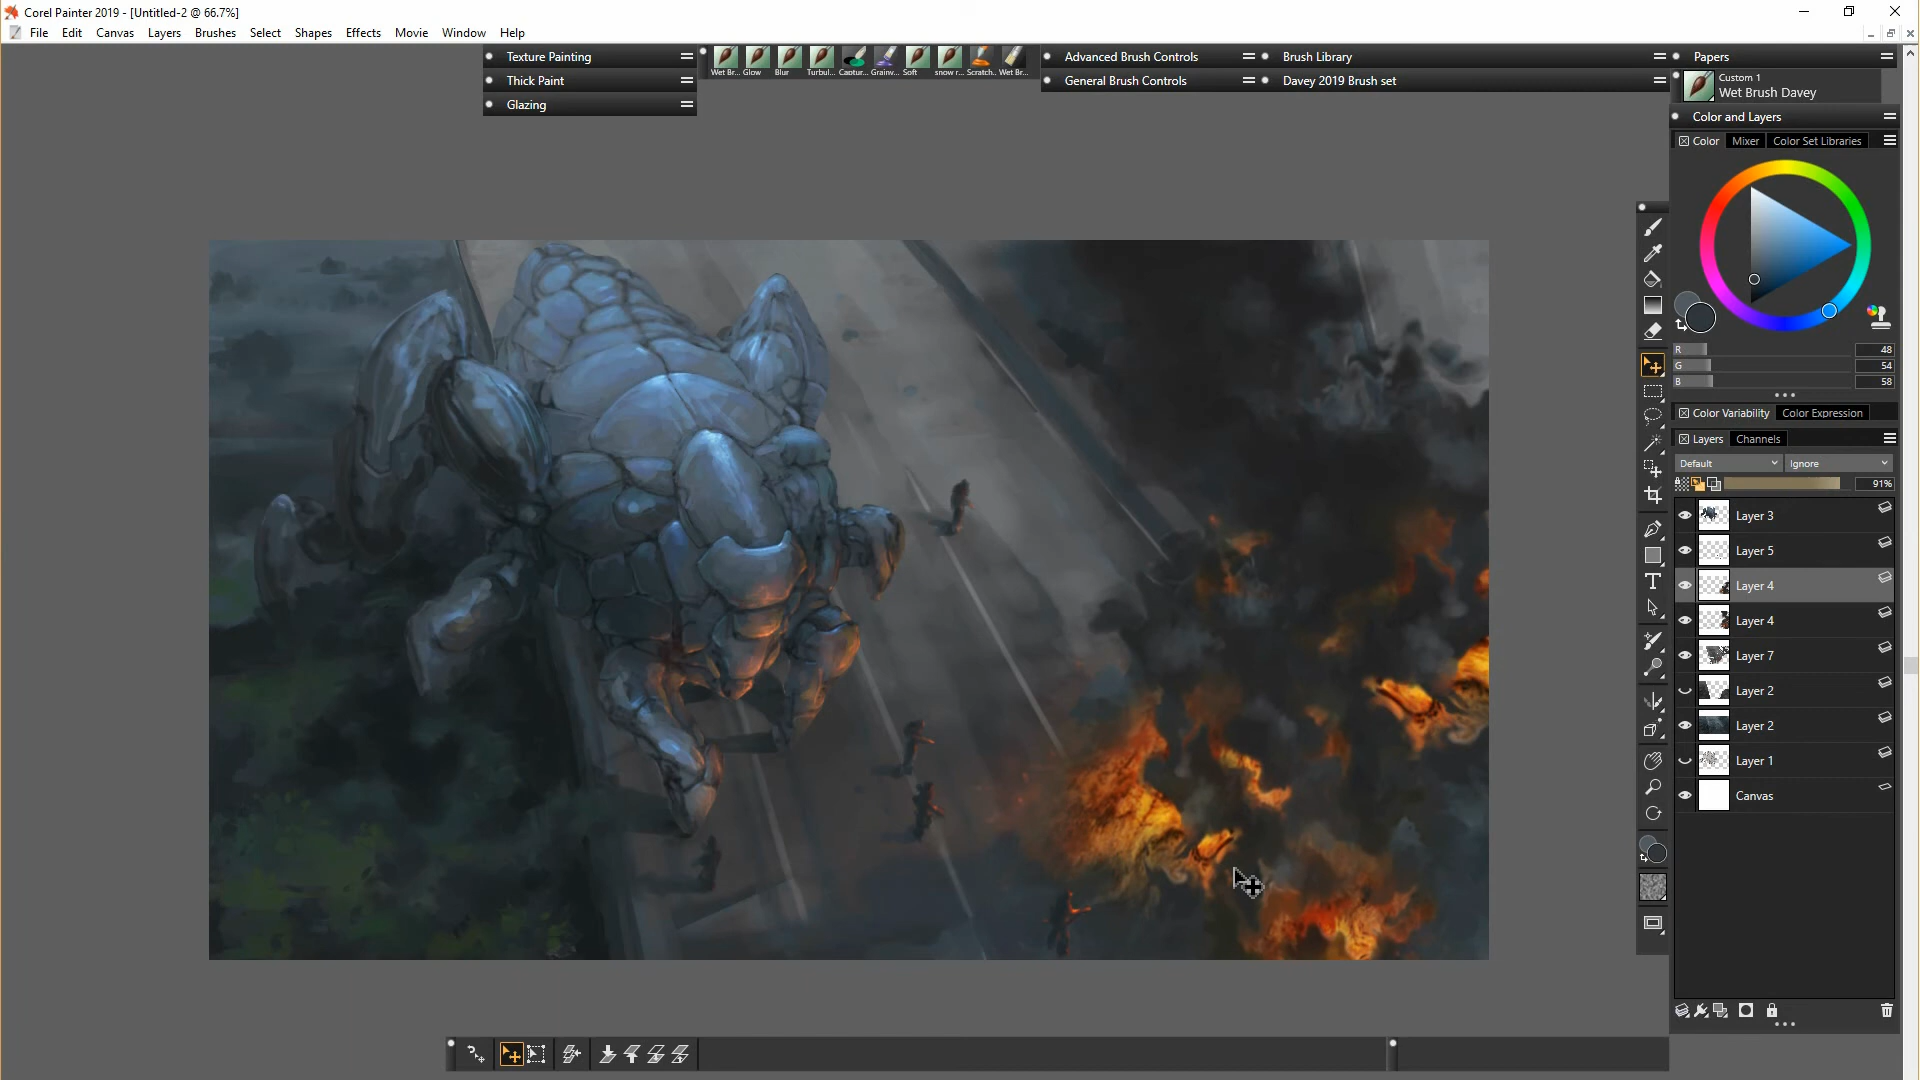 Corel Painter 2019 - [Untitled-2 @ 66.7%]
File Edit Canvas Layers Brushes Select Shapes Effects Movie Window Help
Texture Painting
Thick Paint
Glazing
Wet Br... Glow Blur Turbul... Captur... Grainv... Soft snow r... Scratch... Wet Br...
Advanced Brush Controls
General Brush Controls
Brush Library
Davey 2019 Brush set
Papers
Custom 1
Wet Brush Davey
Color and Layers
Color Mixer Color Set Libraries
R 48
G 54
B 58
Color Variability Color Expression
Layers Channels
Default Ignore
91%
Layer 3
Layer 5
Layer 4
Layer 4
Layer 7
Layer 2
Layer 2
Layer 1
Canvas